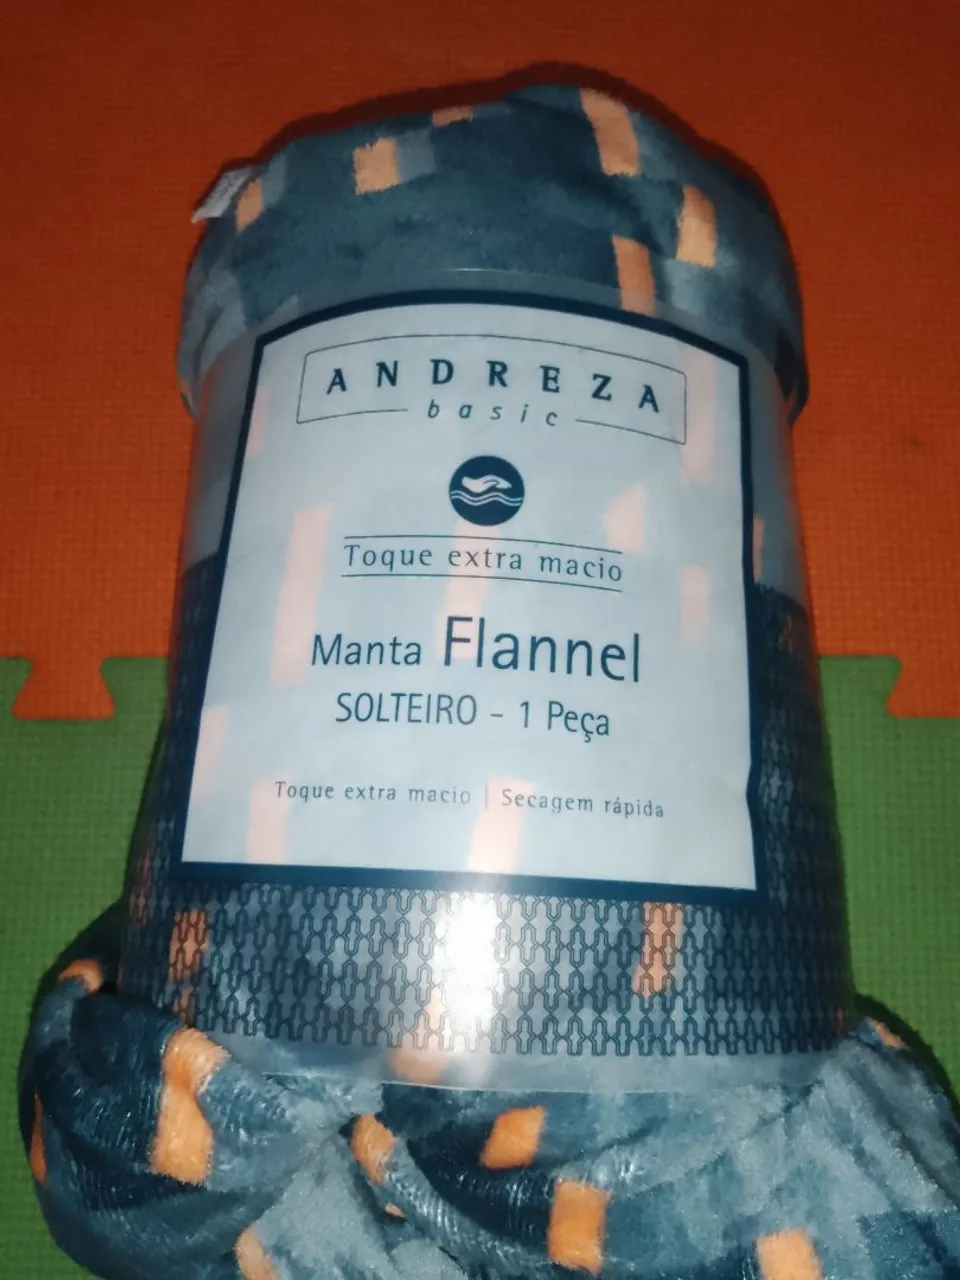 ANDREZA
basic
Toque extra macio
Manta Flannel
SOLTEIRO - 1 Peça
Toque extra macio | Secagem rápida